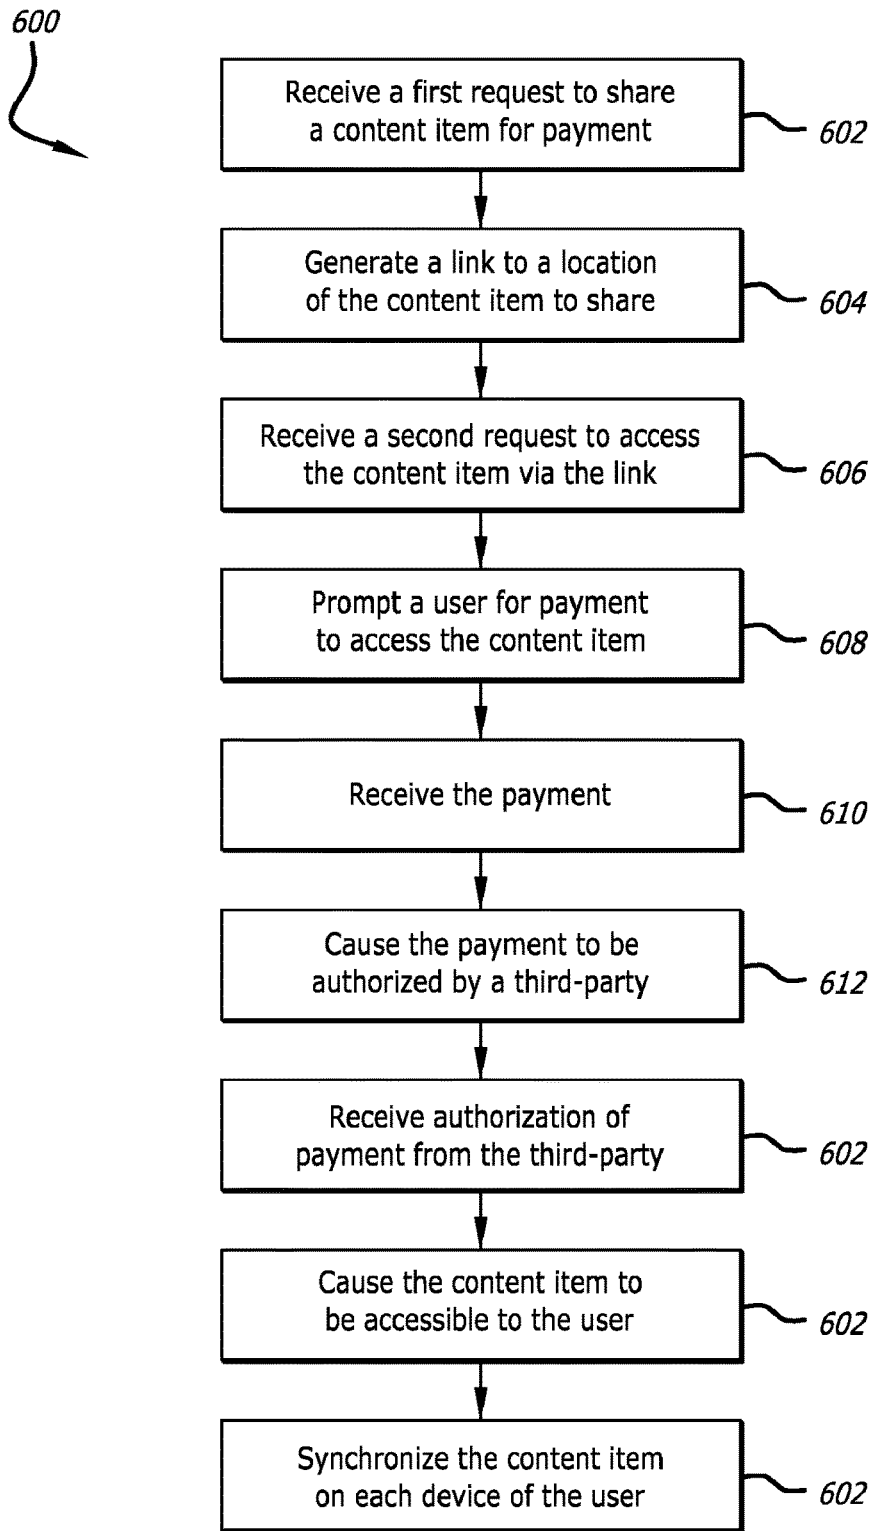 600
Receive a first request to share
a content item for payment
602
Generate a link to a location
of the content item to share
604
Receive a second request to access
the content item via the link
606
Prompt a user for payment
to access the content item
608
Receive the payment
610
Cause the payment to be
authorized by a third-party
612
Receive authorization of
payment from the third-party
602
Cause the content item to
be accessible to the user
602
Synchronize the content item
on each device of the user
602